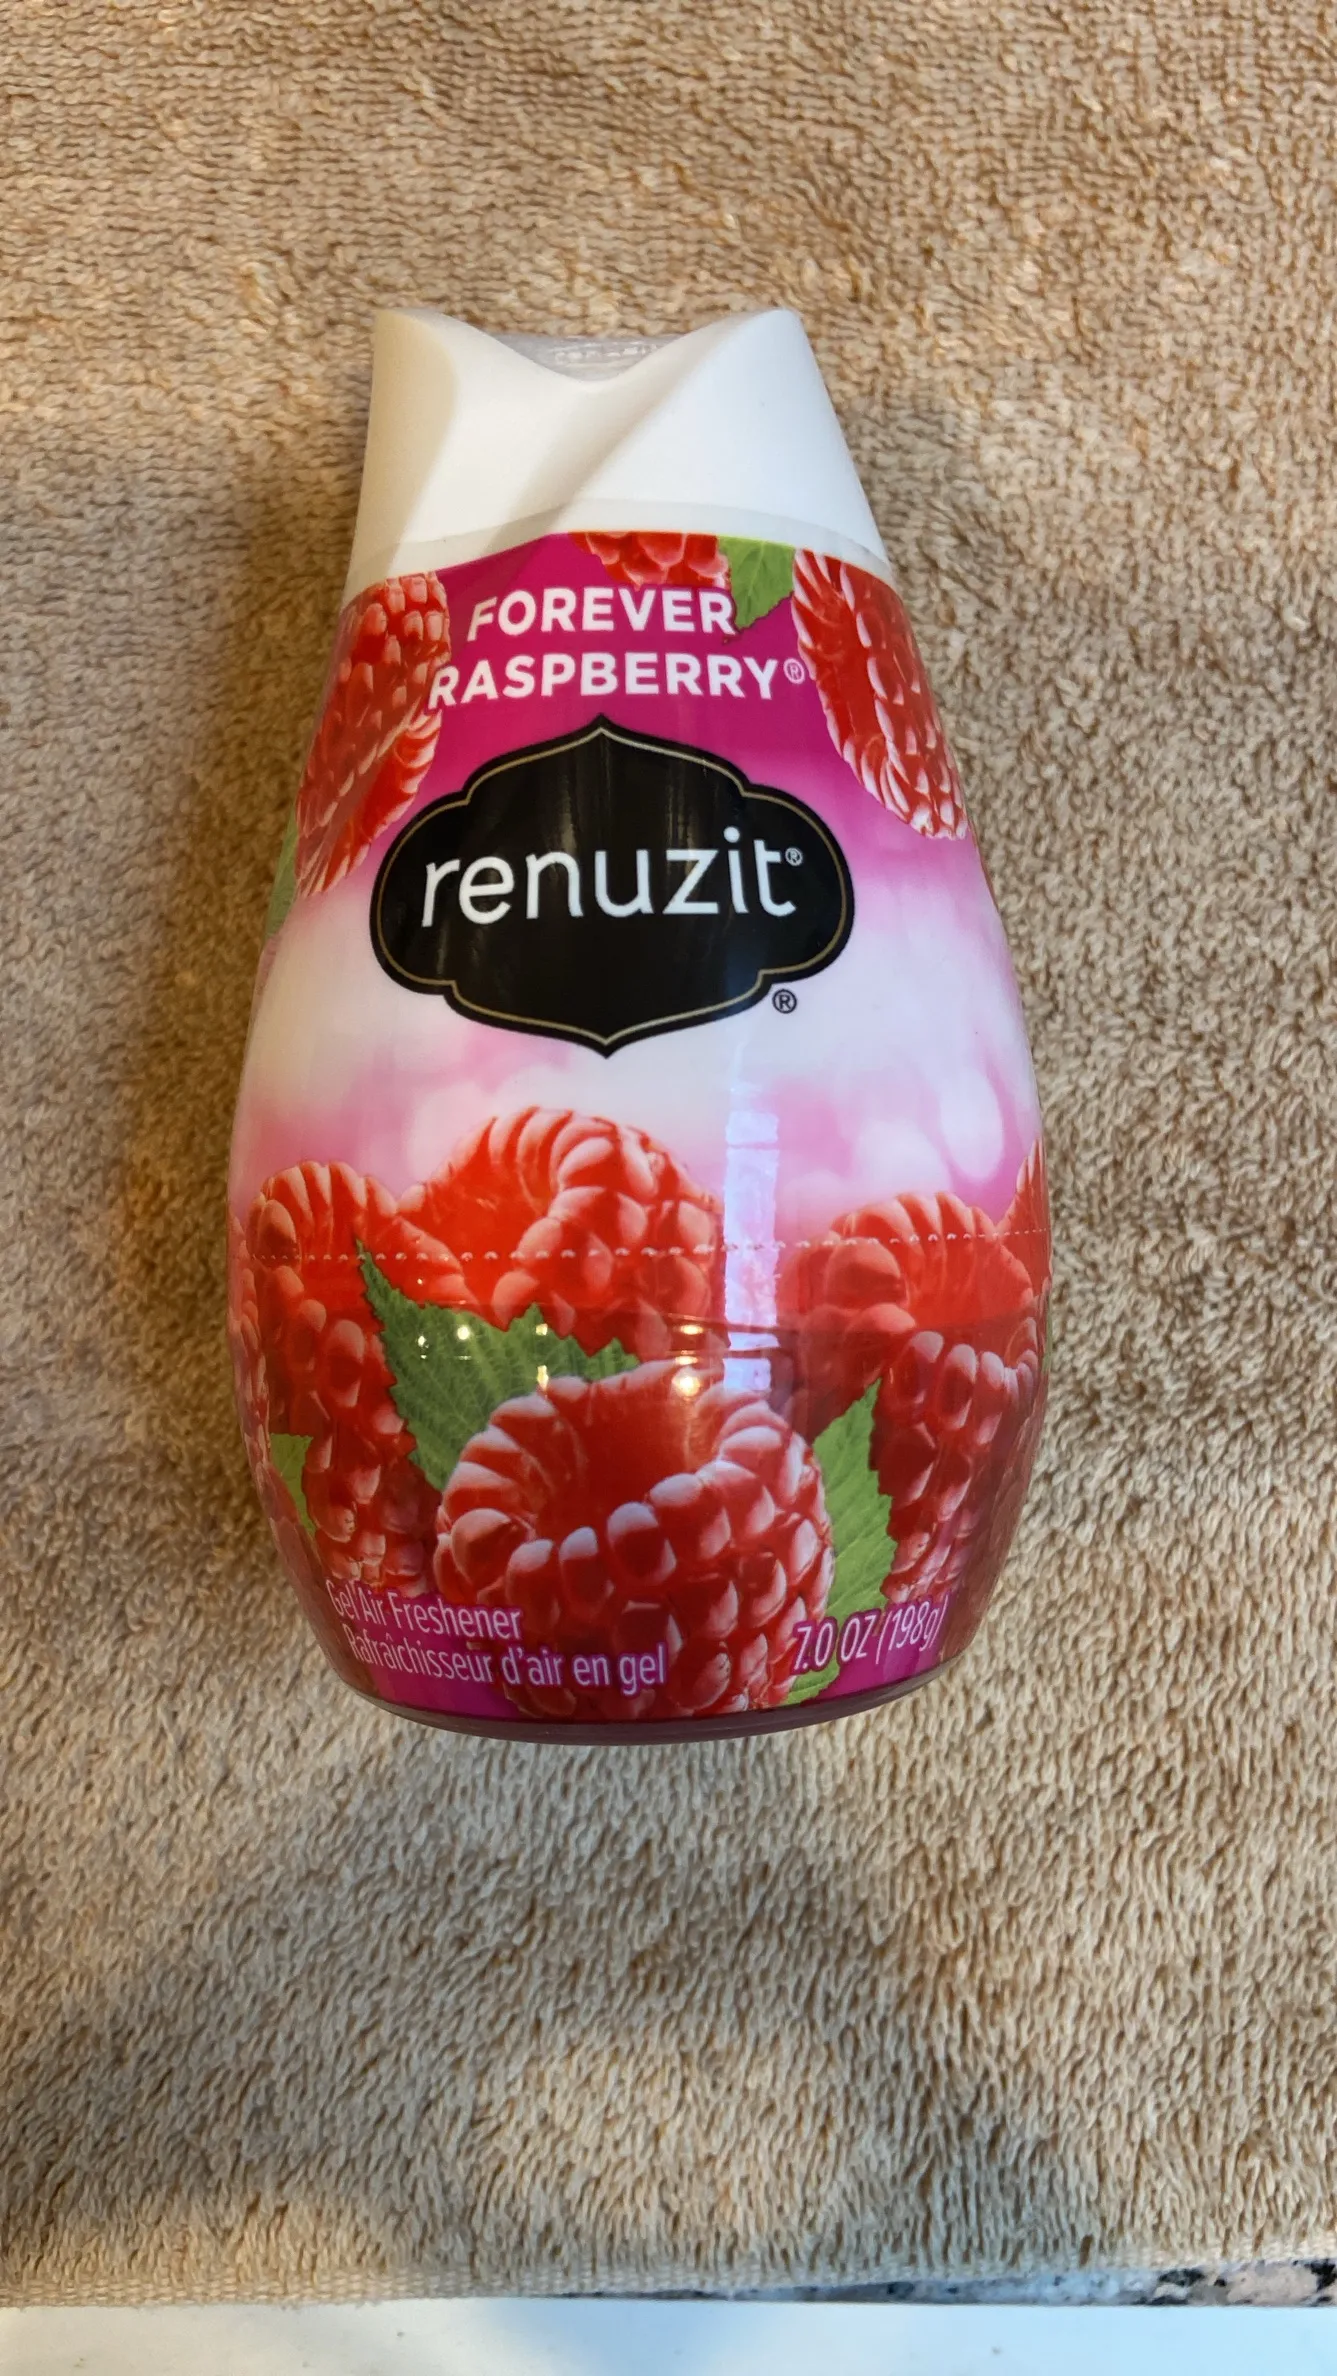 FOREVER
RASPBERRY®
renuzit®
®
Gel Air Freshener
Rafraîchisseur d'air en gel
7.0 OZ (198g)